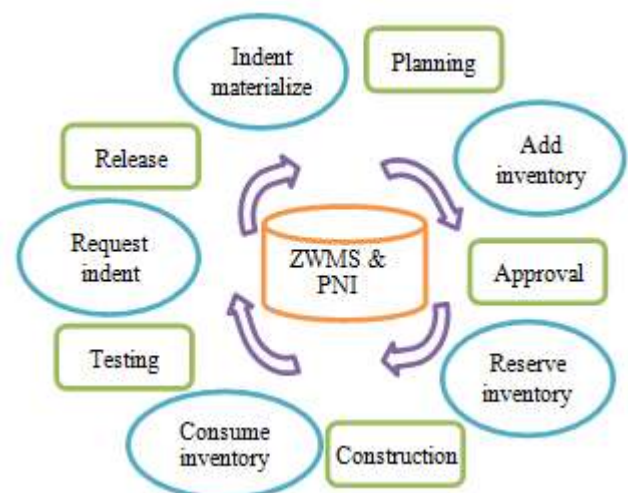 Indent
materialize
Planning
Add
inventory
Approval
Reserve
inventory
Construction
Consume
inventory
Testing
Request
indent
Release
ZWMS &
PNI